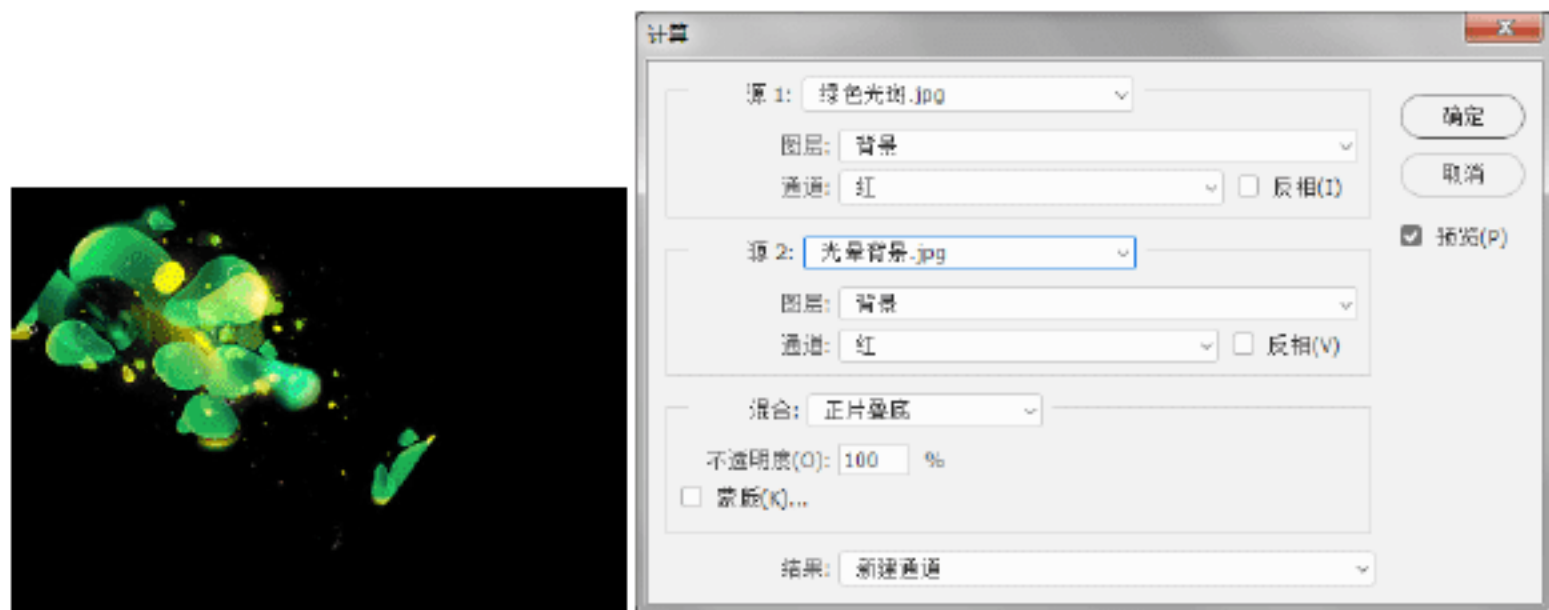 计算
源 1: 绿色光斑.jpg
图层: 背景
通道: 红 反相(I)
源 2: 光晕背景.jpg
图层: 背景
通道: 红 反相(V)
混合: 正片叠底
不透明度(O): 100 %
蒙版(K)...
结果: 新建通道
确定
取消
预览(P)